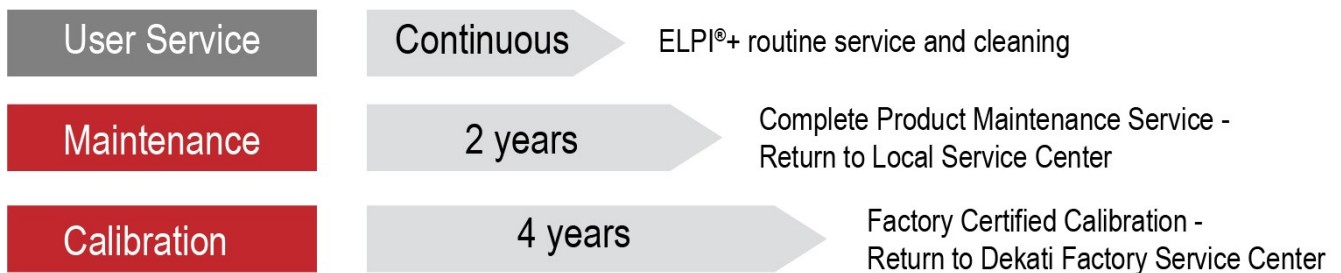 User Service
Continuous
ELPI®+ routine service and cleaning
Maintenance
2 years
Complete Product Maintenance Service -
Return to Local Service Center
Calibration
4 years
Factory Certified Calibration -
Return to Dekati Factory Service Center